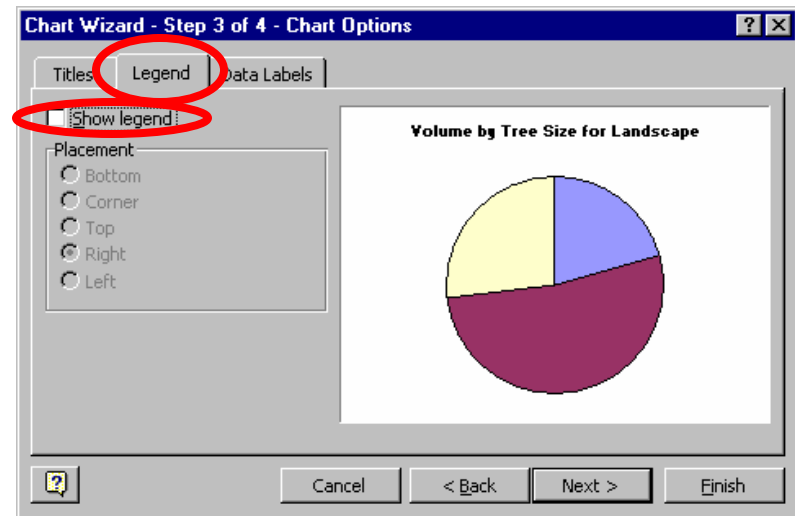 Chart Wizard - Step 3 of 4 - Chart Options
Titles Legend Data Labels
Show legend
Placement
Bottom
Corner
Top
Right
Left
Volume by Tree Size for Landscape
Cancel < Back Next > Finish